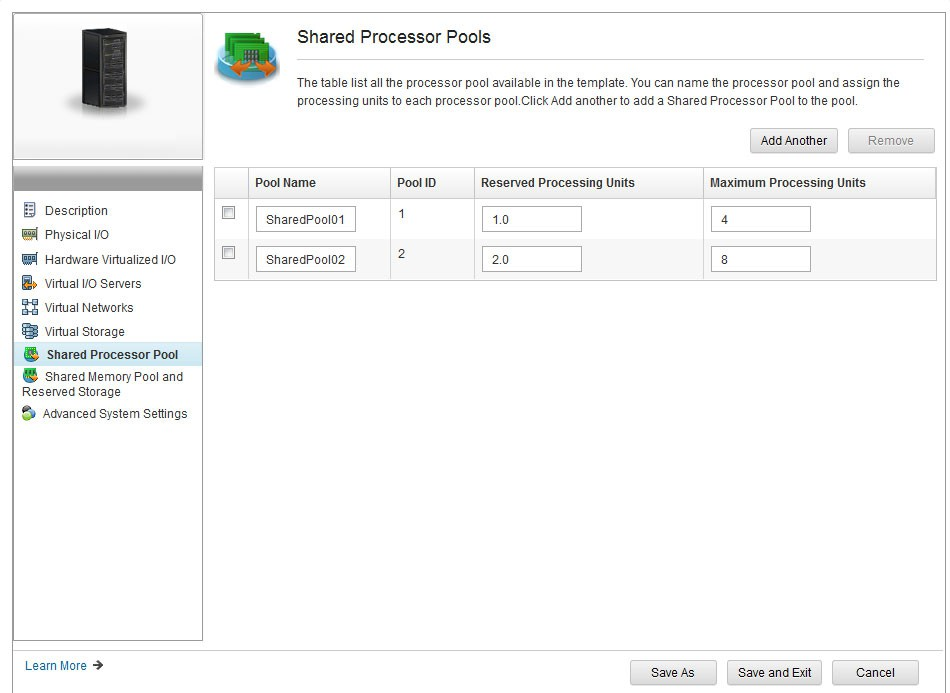 Shared Processor Pools
The table list all the processor pool available in the template. You can name the processor pool and assign the
processing units to each processor pool.Click Add another to add a Shared Processor Pool to the pool.
Add Another Remove
Pool Name Pool ID Reserved Processing Units Maximum Processing Units
SharedPool01 1 1.0 4
SharedPool02 2 2.0 8
Description
Physical I/O
Hardware Virtualized I/O
Virtual I/O Servers
Virtual Networks
Virtual Storage
Shared Processor Pool
Shared Memory Pool and
Reserved Storage
Advanced System Settings
Learn More
Save As Save and Exit Cancel